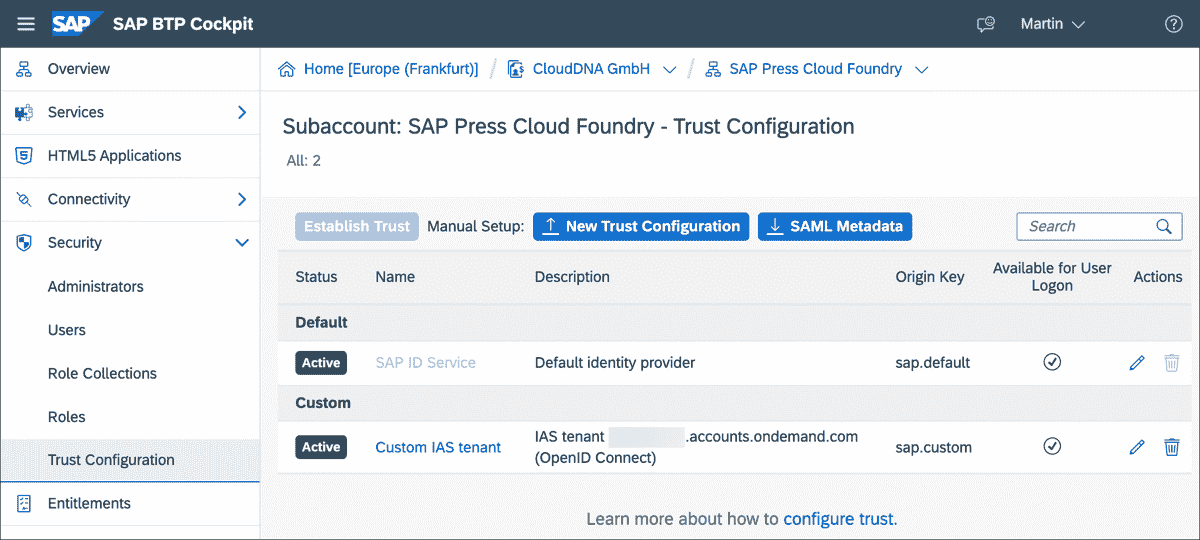 SAP SAP BTP Cockpit Martin
Overview
Services
HTML5 Applications
Connectivity
Security
Administrators
Users
Role Collections
Roles
Trust Configuration
Entitlements
Home [Europe (Frankfurt)] / CloudDNA GmbH / SAP Press Cloud Foundry
Subaccount: SAP Press Cloud Foundry - Trust Configuration
All: 2
Establish Trust Manual Setup: New Trust Configuration SAML Metadata Search
Status Name Description Origin Key Available for User Logon Actions
Default
Active SAP ID Service Default identity provider sap.default
Custom
Active Custom IAS tenant IAS tenant .accounts.ondemand.com sap.custom
(OpenID Connect)
Learn more about how to configure trust.